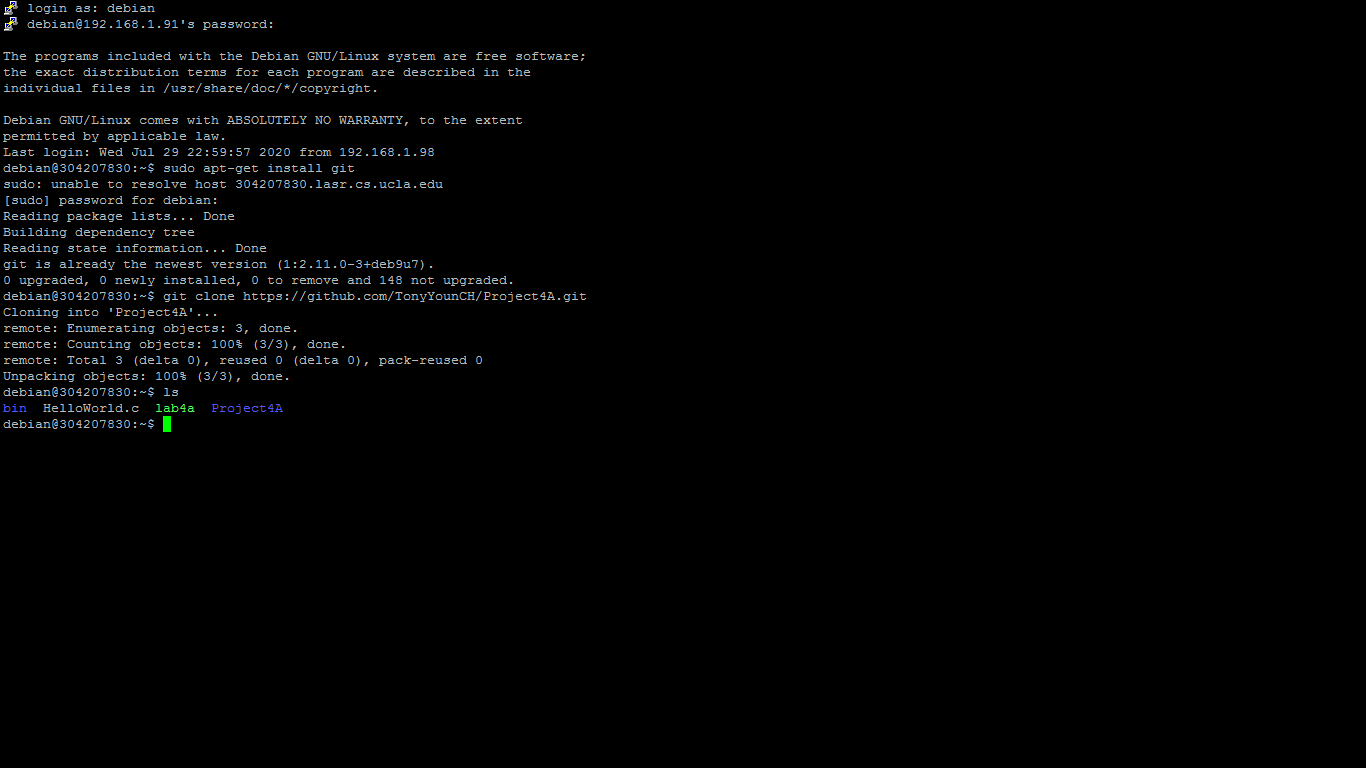 login as: debian
debian@192.168.1.91's password:
The programs included with the Debian GNU/Linux system are free software;
the exact distribution terms for each program are described in the
individual files in /usr/share/doc/*/copyright.
Debian GNU/Linux comes with ABSOLUTELY NO WARRANTY, to the extent
permitted by applicable law.
Last login: Wed Jul 29 22:59:57 2020 from 192.168.1.98
debian@304207830:~$ sudo apt-get install git
sudo: unable to resolve host 304207830.lasr.cs.ucla.edu
[sudo] password for debian:
Reading package lists... Done
Building dependency tree
Reading state information... Done
git is already the newest version (1:2.11.0-3+deb9u7).
0 upgraded, 0 newly installed, 0 to remove and 148 not upgraded.
debian@304207830:~$ git clone https://github.com/TonyYounCH/Project4A.git
Cloning into 'Project4A'...
remote: Enumerating objects: 3, done.
remote: Counting objects: 100% (3/3), done.
remote: Total 3 (delta 0), reused 0 (delta 0), pack-reused 0
Unpacking objects: 100% (3/3), done.
debian@304207830:~$ ls
bin  HelloWorld.c  lab4a  Project4A
debian@304207830:~$